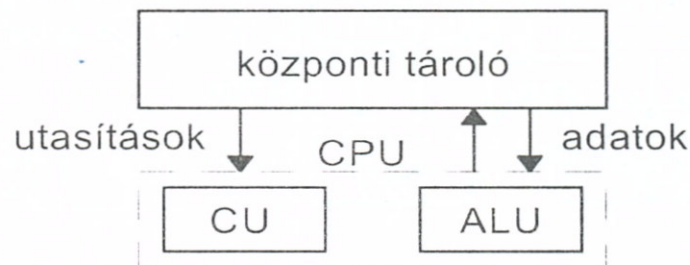 központi tároló
utasítások
CPU
adatok
CU
ALU